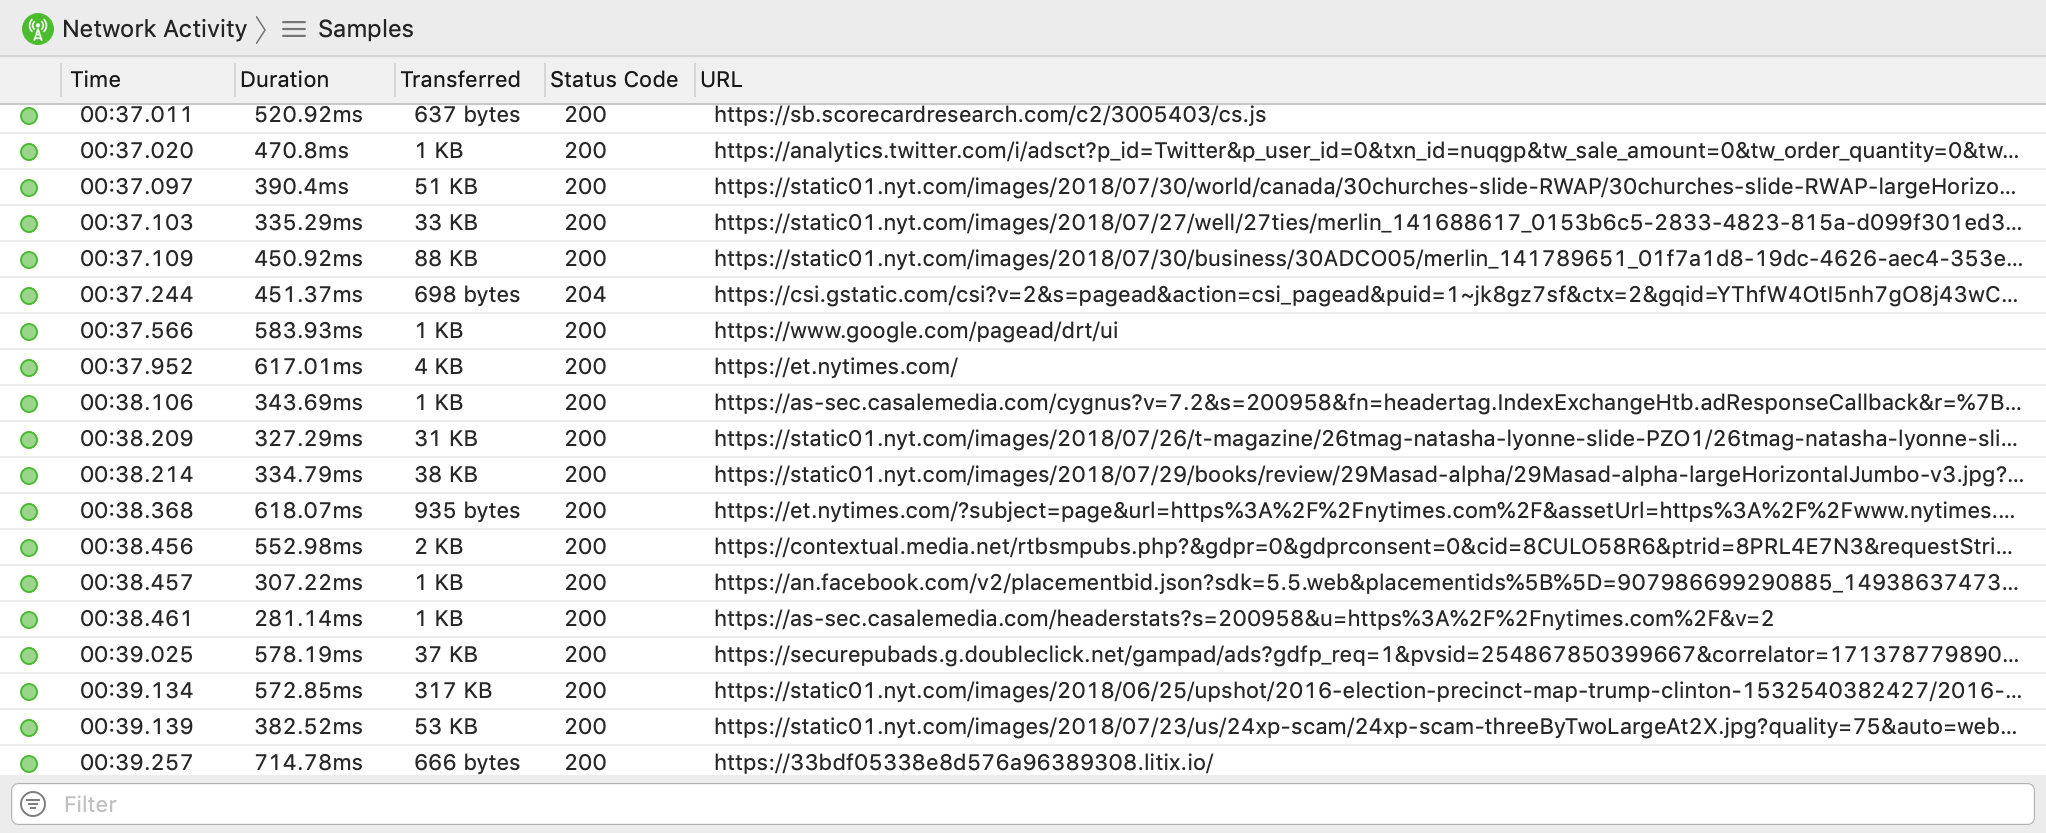 Network Activity Samples
Time Duration Transferred Status Code URL
00:37.011 520.92ms 637 bytes 200 https://sb.scorecardresearch.com/c2/3005403/cs.js
00:37.020 470.8ms 1 KB 200 https://analytics.twitter.com/i/adsct?p_id=Twitter&p_user_id=0&txn_id=nuqgp&tw_sale_amount=0&tw_order_quantity=0&tw...
00:37.097 390.4ms 51 KB 200 https://static01.nyt.com/images/2018/07/30/world/canada/30churches-slide-RWAP/30churches-slide-RWAP-largeHorizo...
00:37.103 335.29ms 33 KB 200 https://static01.nyt.com/images/2018/07/27/well/27ties/merlin_141688617_0153b6c5-2833-4823-815a-d099f301ed3...
00:37.109 450.92ms 88 KB 200 https://static01.nyt.com/images/2018/07/30/business/30ADCO05/merlin_141789651_01f7a1d8-19dc-4626-aec4-353e...
00:37.244 451.37ms 698 bytes 204 https://csi.gstatic.com/csi?v=2&s=pagead&action=csi_pagead&puid=1~jk8gz7sf&ctx=2&gqid=YThfW4OtI5nh7gO8j43wC...
00:37.566 583.93ms 1 KB 200 https://www.google.com/pagead/drt/ui
00:37.952 617.01ms 4 KB 200 https://et.nytimes.com/
00:38.106 343.69ms 1 KB 200 https://as-sec.casalemedia.com/cygnus?v=7.2&s=200958&fn=headertag.IndexExchangeHtb.adResponseCallback&r=%7B...
00:38.209 327.29ms 31 KB 200 https://static01.nyt.com/images/2018/07/26/t-magazine/26tmag-natasha-lyonne-slide-PZO1/26tmag-natasha-lyonne-sli...
00:38.214 334.79ms 38 KB 200 https://static01.nyt.com/images/2018/07/29/books/review/29Masad-alpha/29Masad-alpha-largeHorizontalJumbo-v3.jpg?...
00:38.368 618.07ms 935 bytes 200 https://et.nytimes.com/?subject=page&url=https%3A%2F%2Fnytimes.com%2F&assetUrl=https%3A%2F%2Fwww.nytimes....
00:38.456 552.98ms 2 KB 200 https://contextual.media.net/rtbsmpubs.php?&gdpr=0&gdprconsent=0&cid=8CULO58R6&ptrid=8PRL4E7N3&requestStri...
00:38.457 307.22ms 1 KB 200 https://an.facebook.com/v2/placementbid.json?sdk=5.5.web&placementids%5B%5D=907986699290885_14938637473...
00:38.461 281.14ms 1 KB 200 https://as-sec.casalemedia.com/headerstats?s=200958&u=https%3A%2F%2Fnytimes.com%2F&v=2
00:39.025 578.19ms 37 KB 200 https://securepubads.g.doubleclick.net/gampad/ads?gdfp_req=1&pvsid=254867850399667&correlator=171378779890...
00:39.134 572.85ms 317 KB 200 https://static01.nyt.com/images/2018/06/25/upshot/2016-election-precinct-map-trump-clinton-1532540382427/2016-...
00:39.139 382.52ms 53 KB 200 https://static01.nyt.com/images/2018/07/23/us/24xp-scam/24xp-scam-threeByTwoLargeAt2X.jpg?quality=75&auto=web...
00:39.257 714.78ms 666 bytes 200 https://33bdf05338e8d576a96389308.litix.io/
Filter